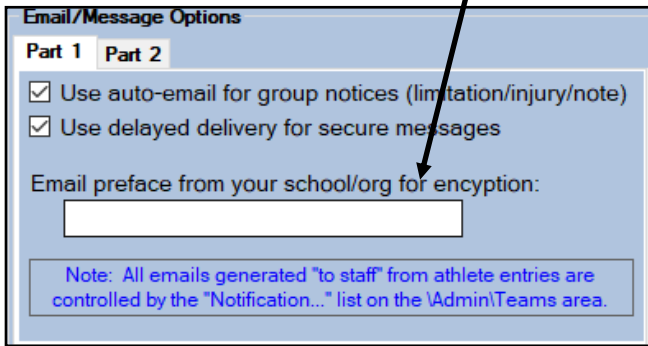 Email/Message Options
Part 1 Part 2
Use auto-email for group notices (limitation/injury/note)
Use delayed delivery for secure messages
Email preface from your school/org for encyption:
Note: All emails generated "to staff" from athlete entries are
controlled by the "Notification..." list on the \Admin\Teams area.